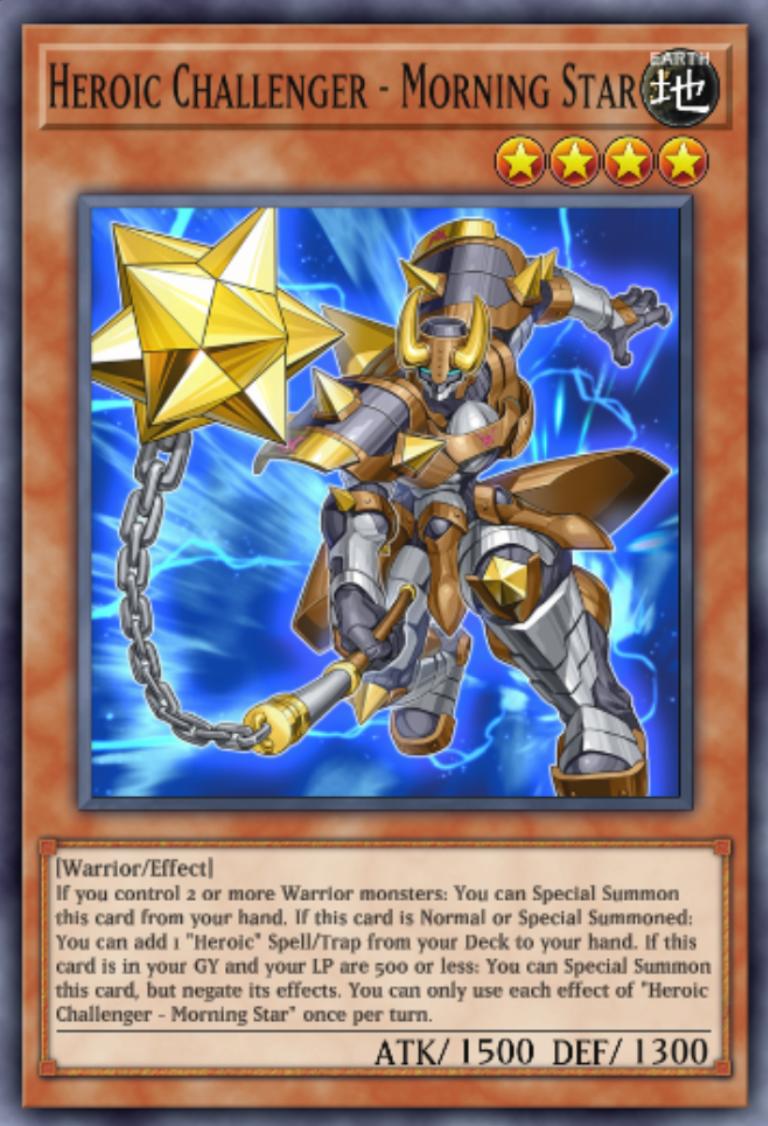 Heroic Challenger - Morning Star
EARTH
地
[Warrior/Effect]
If you control 2 or more Warrior monsters: You can Special Summon
this card from your hand. If this card is Normal or Special Summoned:
You can add 1 "Heroic" Spell/Trap from your Deck to your hand. If this
card is in your GY and your LP are 500 or less: You can Special Summon
this card, but negate its effects. You can only use each effect of "Heroic
Challenger - Morning Star" once per turn.
ATK/ 1500 DEF/ 1300